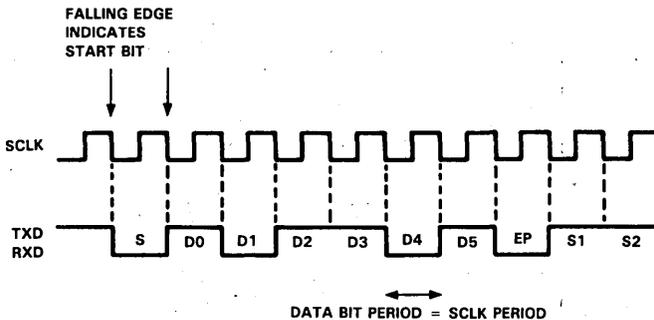 FALLING EDGE
INDICATES
START BIT
SCLK
TXD
RXD
S D0 D1 D2 D3 D4 D5 EP S1 S2
DATA BIT PERIOD = SCLK PERIOD